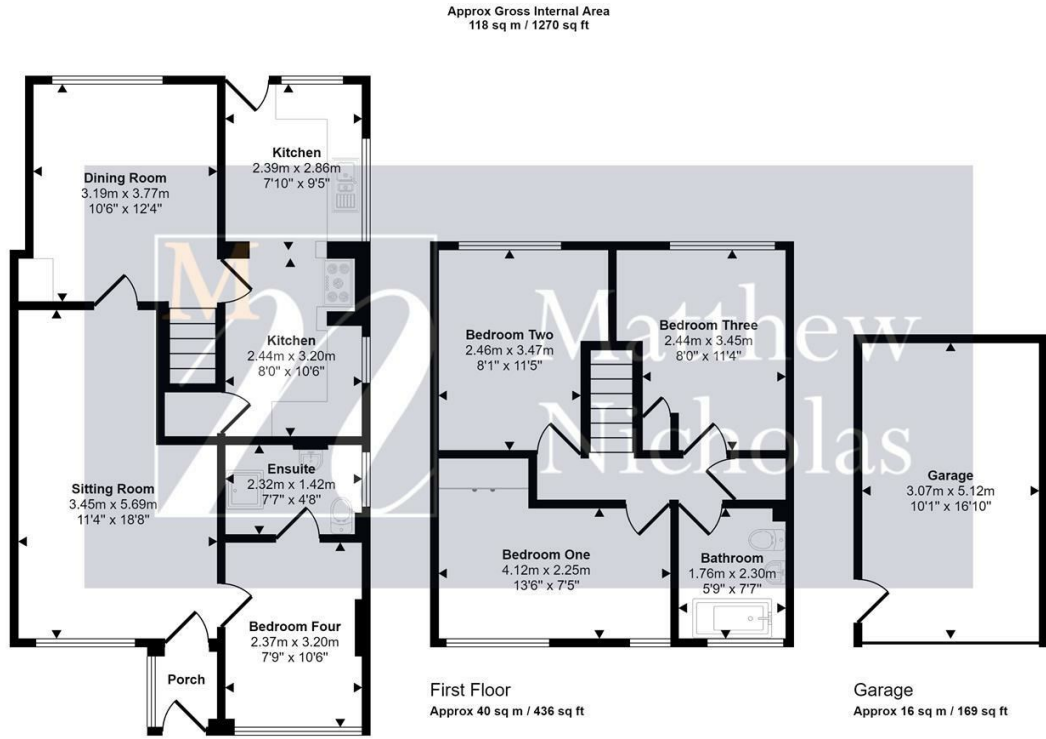 Approx Gross Internal Area
118 sq m / 1270 sq ft
Dining Room
3.19m x 3.77m
10'6" x 12'4"
Kitchen
2.39m x 2.86m
7'10" x 9'5"
Kitchen
2.44m x 3.20m
8'0" x 10'6"
Sitting Room
3.45m x 5.69m
11'4" x 18'8"
Ensuite
2.32m x 1.42m
7'7" x 4'8"
Bedroom Four
2.37m x 3.20m
7'9" x 10'6"
Porch
Bedroom Two
2.46m x 3.47m
8'1" x 11'5"
Bedroom Three
2.44m x 3.45m
8'0" x 11'4"
Bedroom One
4.12m x 2.25m
13'6" x 7'5"
Bathroom
1.76m x 2.30m
5'9" x 7'7"
First Floor
Approx 40 sq m / 436 sq ft
Garage
3.07m x 5.12m
10'1" x 16'10"
Garage
Approx 16 sq m / 169 sq ft
M
n
Matthew
Nicholas